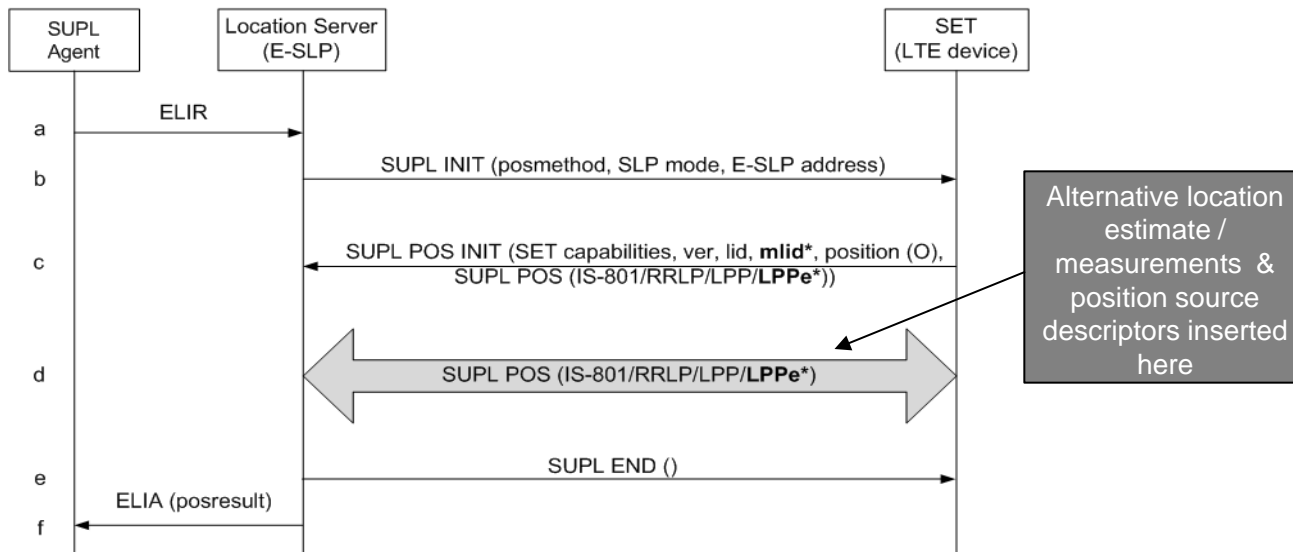 SUPL
Agent
Location Server
(E-SLP)
SET
(LTE device)
a
ELIR
b
SUPL INIT (posmethod, SLP mode, E-SLP address)
c
SUPL POS INIT (SET capabilities, ver, lid, mlid*, position (O),
SUPL POS (IS-801/RRLP/LPP/LPPe*))
Alternative location
estimate /
measurements &
position source
descriptors inserted
here
d
SUPL POS (IS-801/RRLP/LPP/LPPe*)
e
SUPL END ()
f
ELIA (posresult)